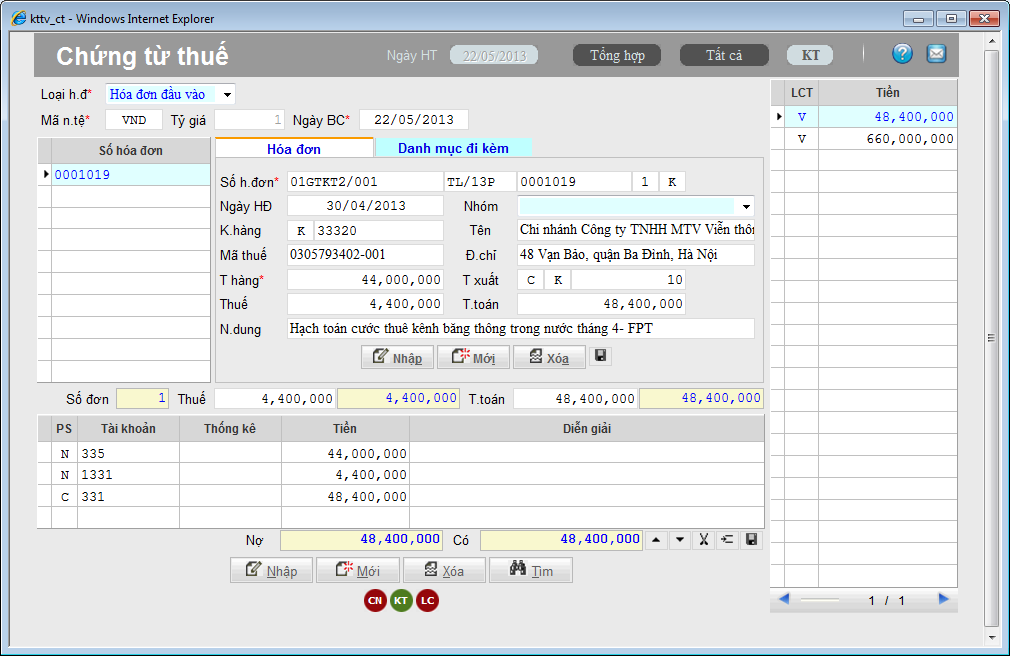 kttv_ct - Windows Internet Explorer
Chứng từ thuế Ngày HT 22/05/2013 Tổng hợp Tất cả KT
Loại h.đ* Hóa đơn đầu vào
Mã n.tệ* VND Tỷ giá 1 Ngày BC* 22/05/2013
Số hóa đơn
0001019
Hóa đơn Danh mục đi kèm
Số h.đơn* 01GTKT2/001 TL/13P 0001019 1 K
Ngày HĐ 30/04/2013 Nhóm
K.hàng K 33320 Tên Chi nhánh Công ty TNHH MTV Viễn thôn
Mã thuế 0305793402-001 Đ.chỉ 48 Vạn Bảo, quận Ba Đình, Hà Nội
T hàng* 44,000,000 T xuất C K 10
Thuế 4,400,000 T.toán 48,400,000
N.dung Hạch toán cước thuê kênh băng thông trong nước tháng 4- FPT
Nhập Mới Xóa
Số đơn 1 Thuế 4,400,000 4,400,000 T.toán 48,400,000 48,400,000
PS Tài khoản Thống kê Tiền Diễn giải
N 335 44,000,000
N 1331 4,400,000
C 331 48,400,000
Nợ 48,400,000 Có 48,400,000
Nhập Mới Xóa Tìm
CN KT LC
LCT Tiền
V 48,400,000
V 660,000,000
1 / 1